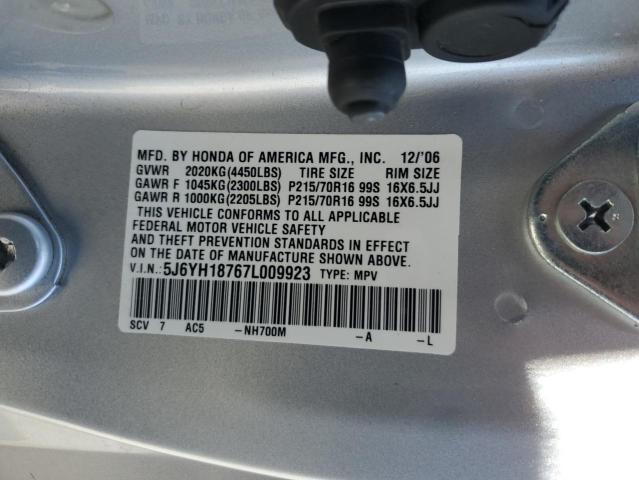 MFD. BY HONDA OF AMERICA MFG., INC. 12/'06
GVWR 2020KG(4450LBS) TIRE SIZE RIM SIZE
GAWR F 1045KG(2300LBS) P215/70R16 99S 16X6.5JJ
GAWR R 1000KG(2205LBS) P215/70R16 99S 16X6.5JJ
THIS VEHICLE CONFORMS TO ALL APPLICABLE
FEDERAL MOTOR VEHICLE SAFETY
AND THEFT PREVENTION STANDARDS IN EFFECT
ON THE DATE OF MANUFACTURE SHOWN ABOVE.
V.I.N.: 5J6YH18767L009923 TYPE: MPV
SCV 7 AC5 -NH700M -A -L